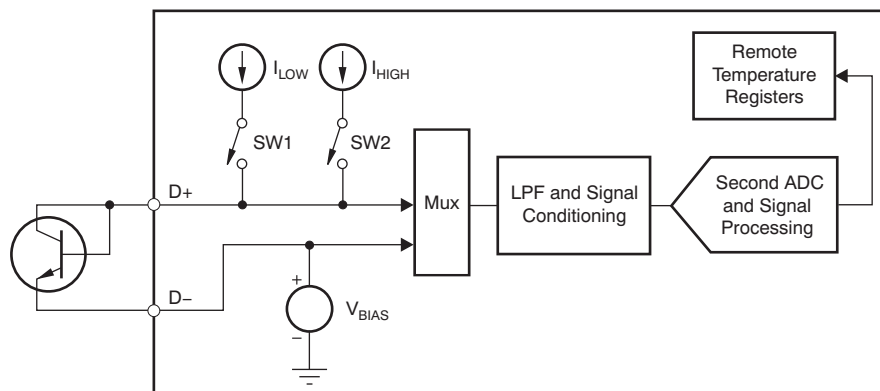 I_LOW
I_HIGH
SW1
SW2
Remote
Temperature
Registers
D+
Mux
LPF and Signal
Conditioning
Second ADC
and Signal
Processing
D−
+
V_BIAS
−